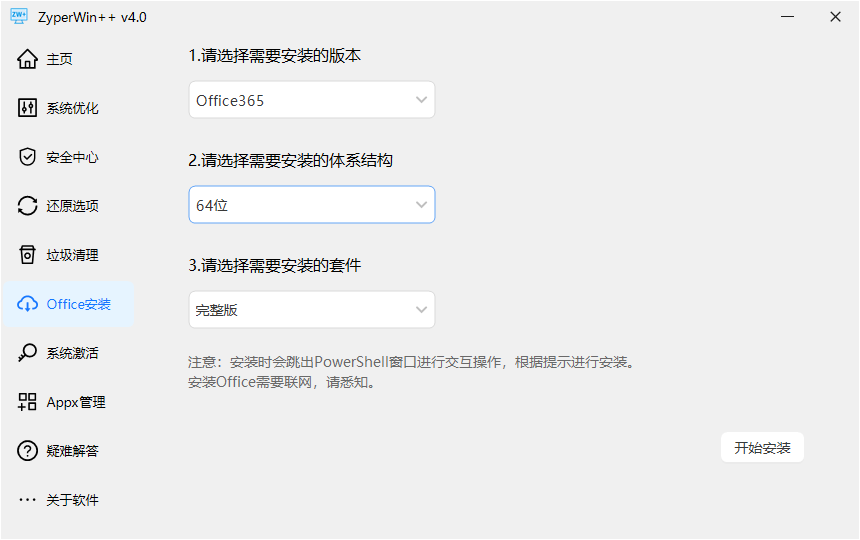 ZW+
ZyperWin++ v4.0
主页
系统优化
安全中心
还原选项
垃圾清理
Office安装
系统激活
Appx管理
疑难解答
关于软件
1.请选择需要安装的版本
Office365
2.请选择需要安装的体系结构
64位
3.请选择需要安装的套件
完整版
注意：安装时会跳出PowerShell窗口进行交互操作，根据提示进行安装。
安装Office需要联网，请悉知。
开始安装